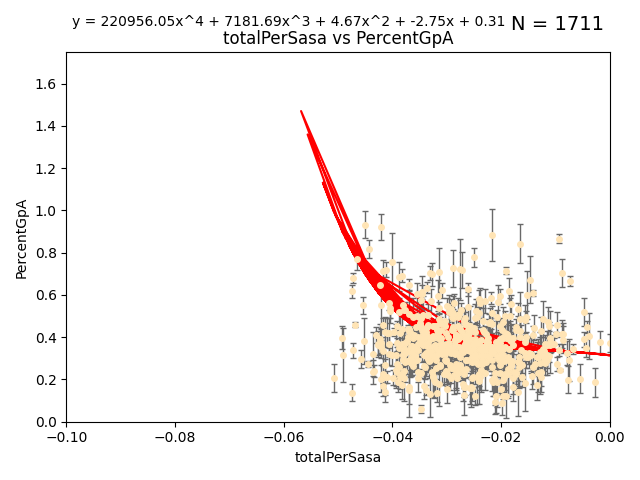 y = 220956.05x^4 + 7181.69x^3 + 4.67x^2 + -2.75x + 0.31 N = 1711
totalPerSasa vs PercentGpA
1.6
1.4
1.2
1.0
0.8
0.6
0.4
0.2
0.0
PercentGpA
−0.10 −0.08 −0.06 −0.04 −0.02 0.00
totalPerSasa